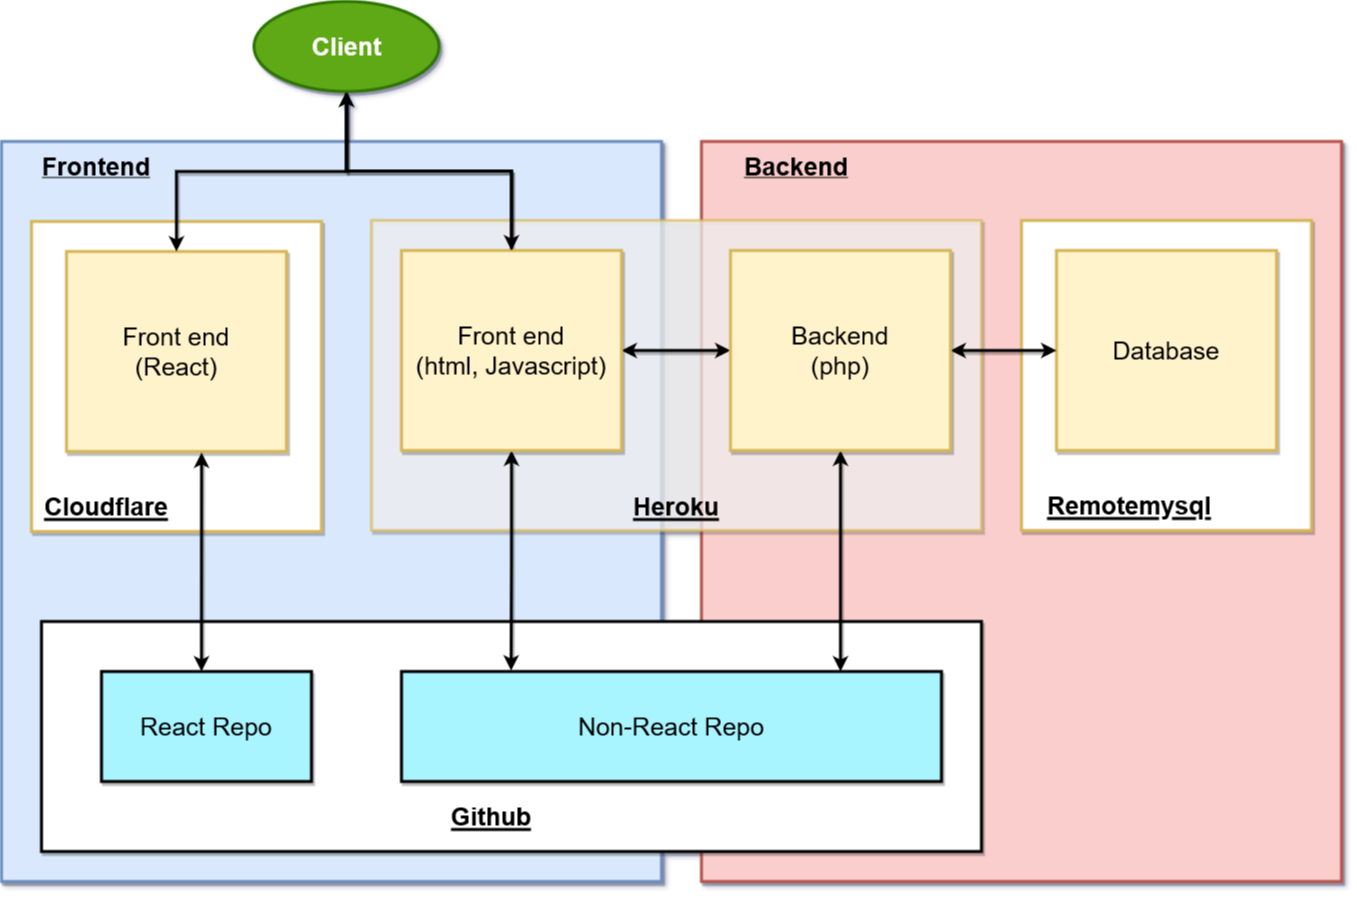 Client
Frontend
Backend
Front end
(React)
Front end
(html, Javascript)
Backend
(php)
Database
Cloudflare
Heroku
Remotemysql
React Repo
Non-React Repo
Github